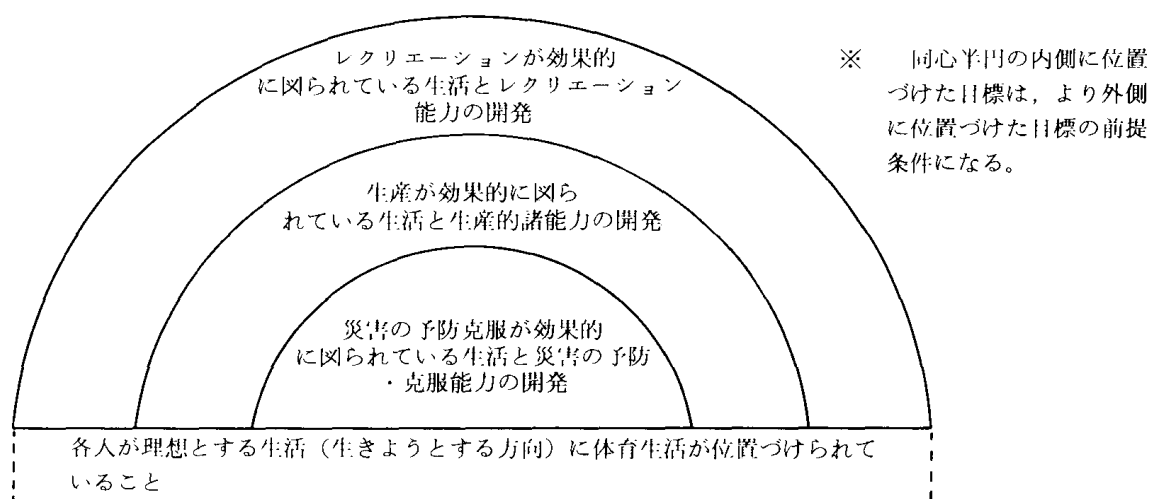 レクリエーションが効果的
に図られている生活とレクリエーション
能力の開発
生産が効果的に図ら
れている生活と生産的諸能力の開発
災害の予防克服が効果的
に図られている生活と災害の予防
・克服能力の開発
各人が理想とする生活（生きようとする方向）に体育生活が位置づけられて
いること
※　同心半円の内側に位置
づけた目標は，より外側
に位置づけた目標の前提
条件になる。